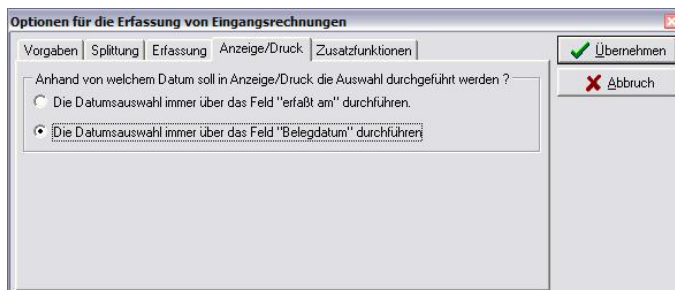 Optionen für die Erfassung von Eingangsrechnungen
Vorgaben Splittung Erfassung Anzeige/Druck Zusatzfunktionen
Übernehmen
Abbruch
Anhand von welchem Datum soll in Anzeige/Druck die Auswahl durchgeführt werden ?
Die Datumsauswahl immer über das Feld "erfaßt am" durchführen.
Die Datumsauswahl immer über das Feld "Belegdatum" durchführen